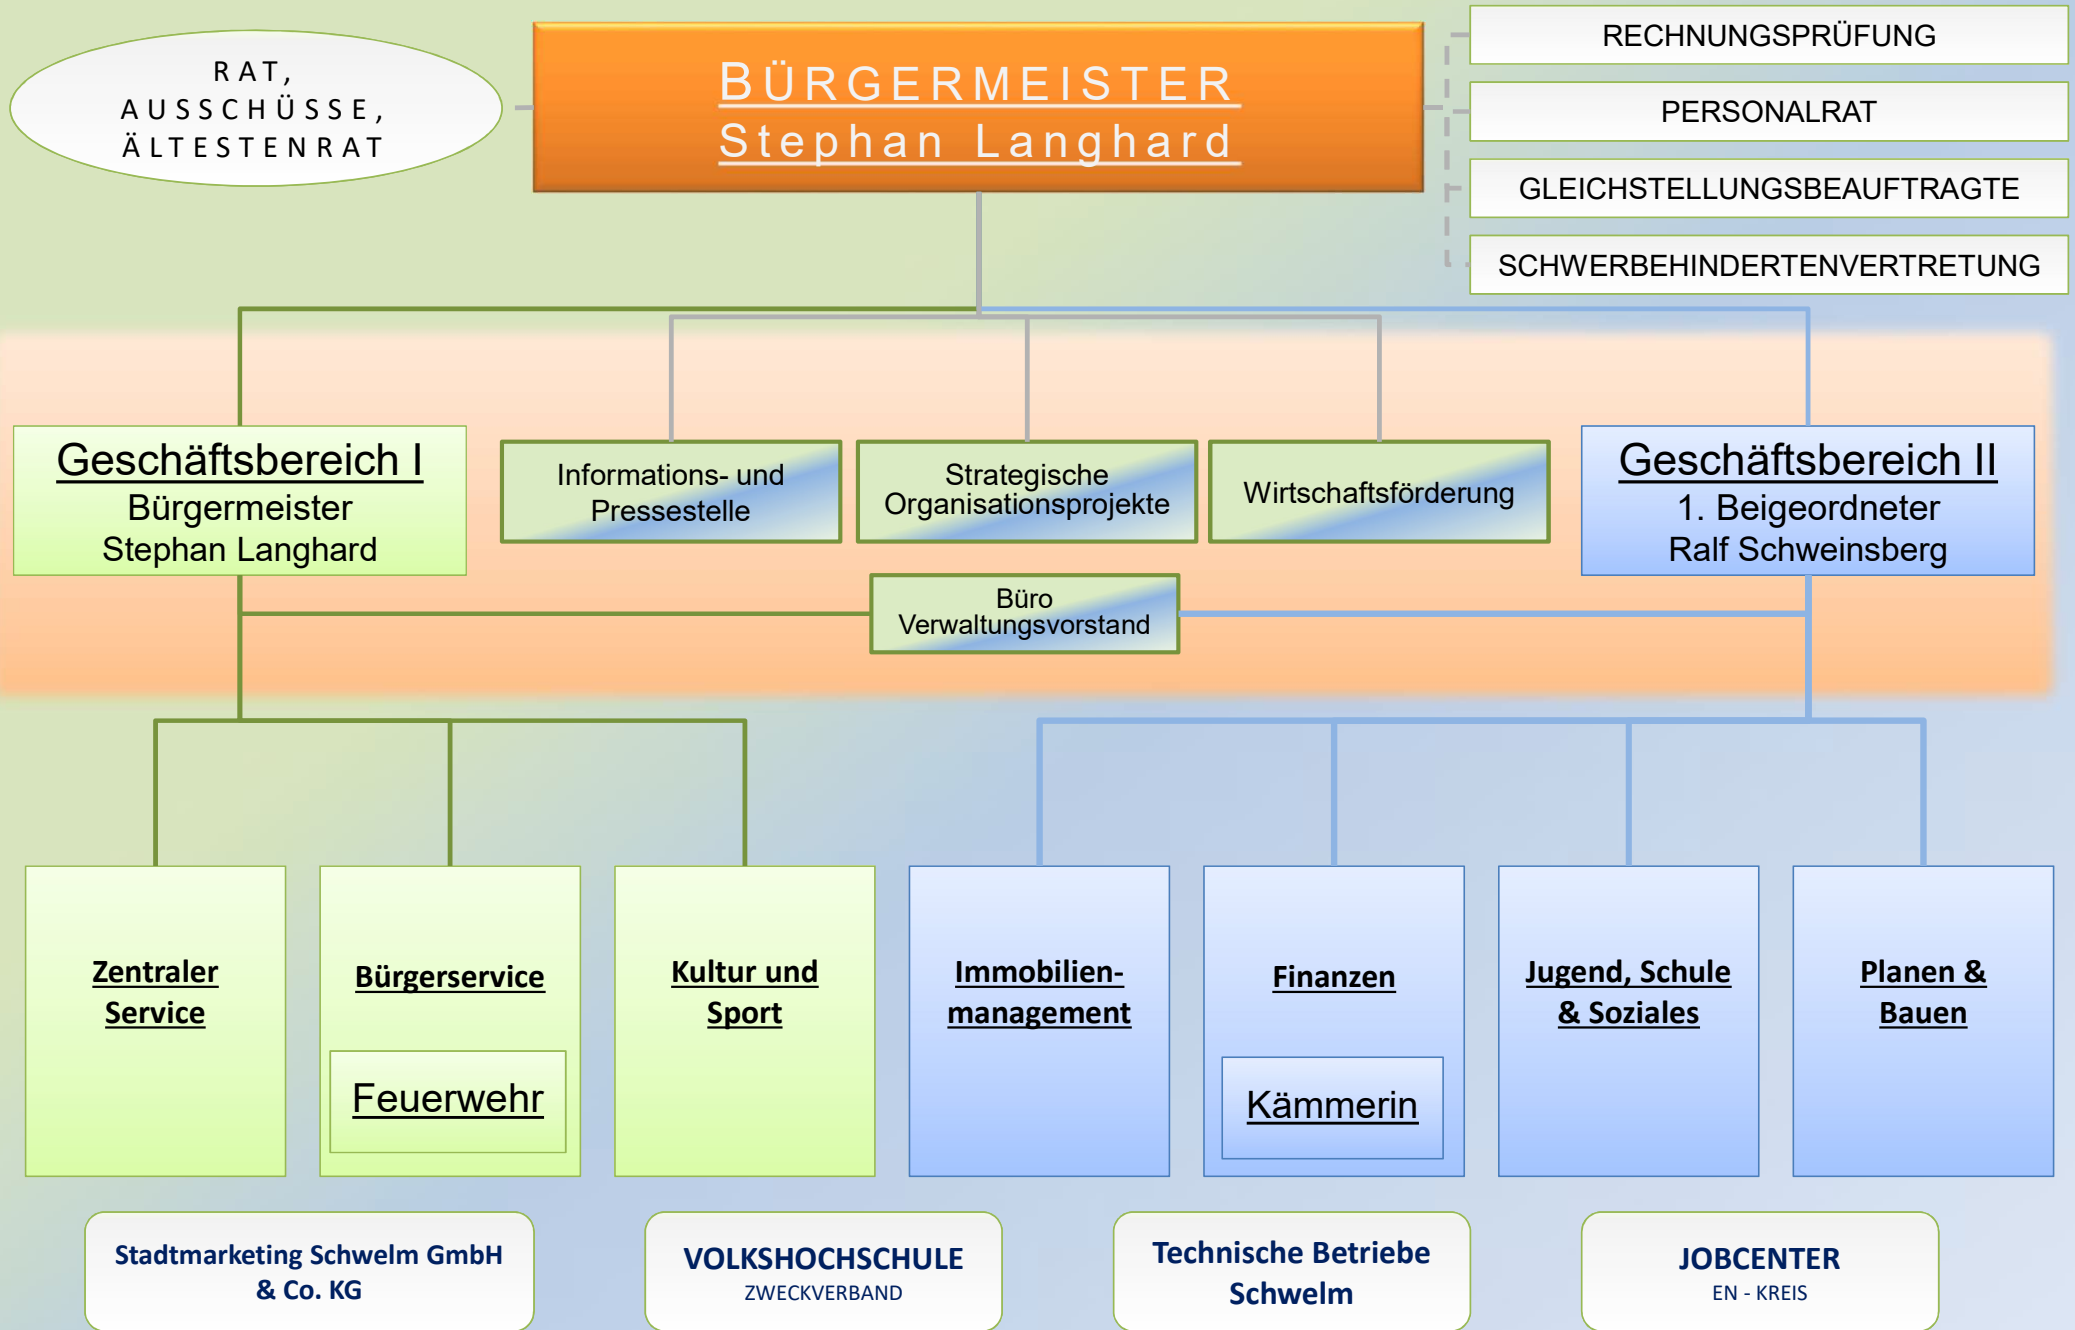 RAT,
AUSSCHÜSSE,
ÄLTESTENRAT
BÜRGERMEISTER
Stephan Langhard
RECHNUNGSPRÜFUNG
PERSONALRAT
GLEICHSTELLUNGSBEAUFTRAGTE
SCHWERBEHINDERTENVERTRETUNG
Geschäftsbereich I
Bürgermeister
Stephan Langhard
Informations- und
Pressestelle
Strategische
Organisationsprojekte
Wirtschaftsförderung
Geschäftsbereich II
1. Beigeordneter
Ralf Schweinsberg
Büro
Verwaltungsvorstand
Zentraler
Service
Bürgerservice
Feuerwehr
Kultur und
Sport
Immobilien-
management
Finanzen
Kämmerin
Jugend, Schule
& Soziales
Planen &
Bauen
Stadtmarketing Schwelm GmbH
& Co. KG
VOLKSHOCHSCHULE
ZWECKVERBAND
Technische Betriebe
Schwelm
JOBCENTER
EN - KREIS